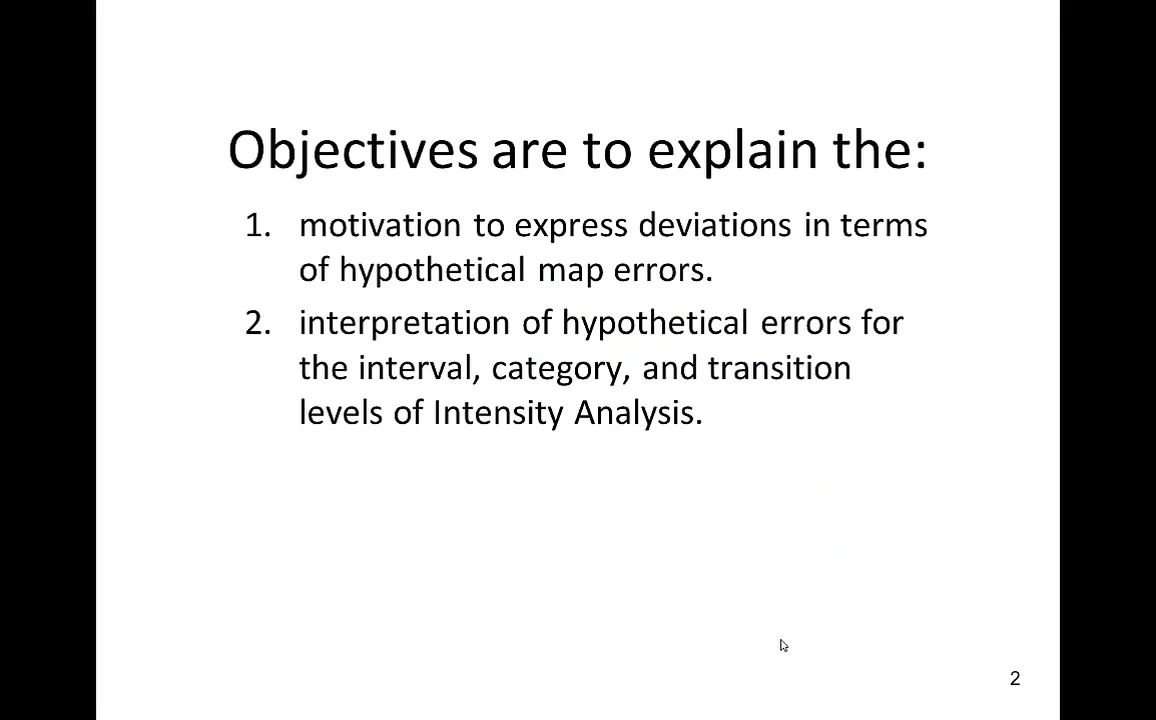 Objectives are to explain the:
1. motivation to express deviations in terms
of hypothetical map errors.
2. interpretation of hypothetical errors for
the interval, category, and transition
levels of Intensity Analysis.
2